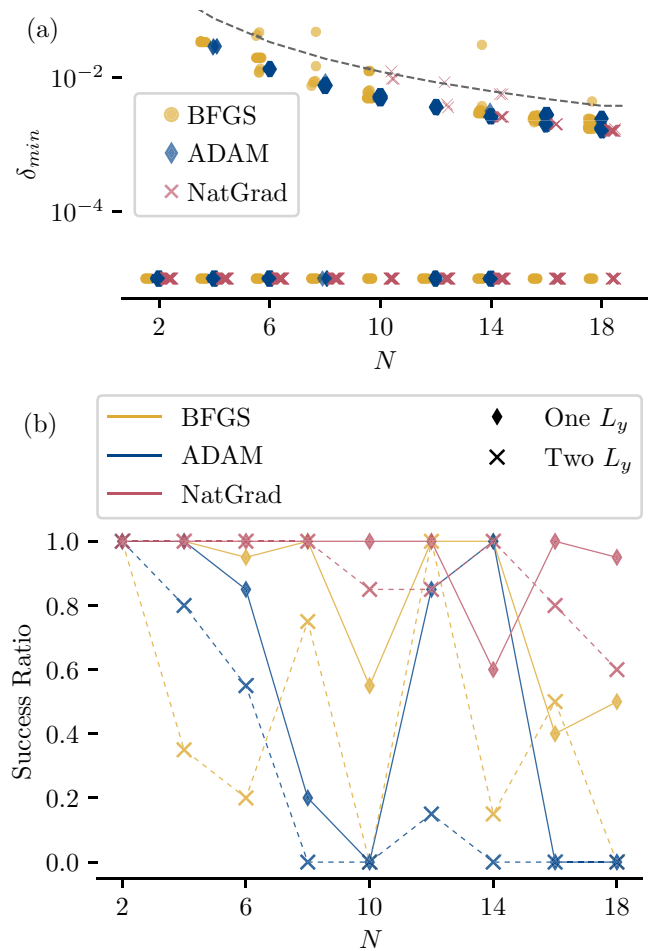 (a)
10^{-2}
10^{-4}
δ_{min}
BFGS
ADAM
NatGrad
2 6 10 14 18
N
(b)
BFGS
ADAM
NatGrad
One L_y
Two L_y
1.0
0.8
0.6
0.4
0.2
0.0
Success Ratio
2 6 10 14 18
N